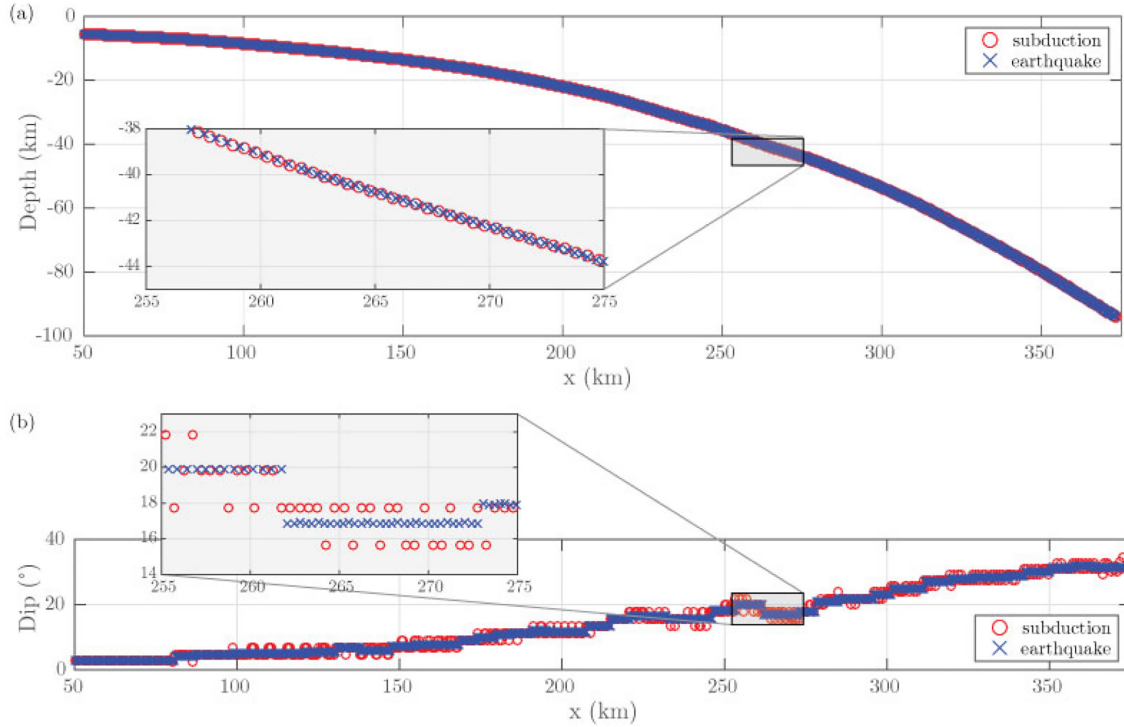 (a)
0
-20
-40
-60
-80
-100
Depth (km)
subduction
earthquake
-38
-40
-42
-44
255 260 265 270 275
50 100 150 200 250 300 350
x (km)
(b)
22
20
18
16
14
255 260 265 270 275
40
20
0
Dip (°)
subduction
earthquake
50 100 150 200 250 300 350
x (km)